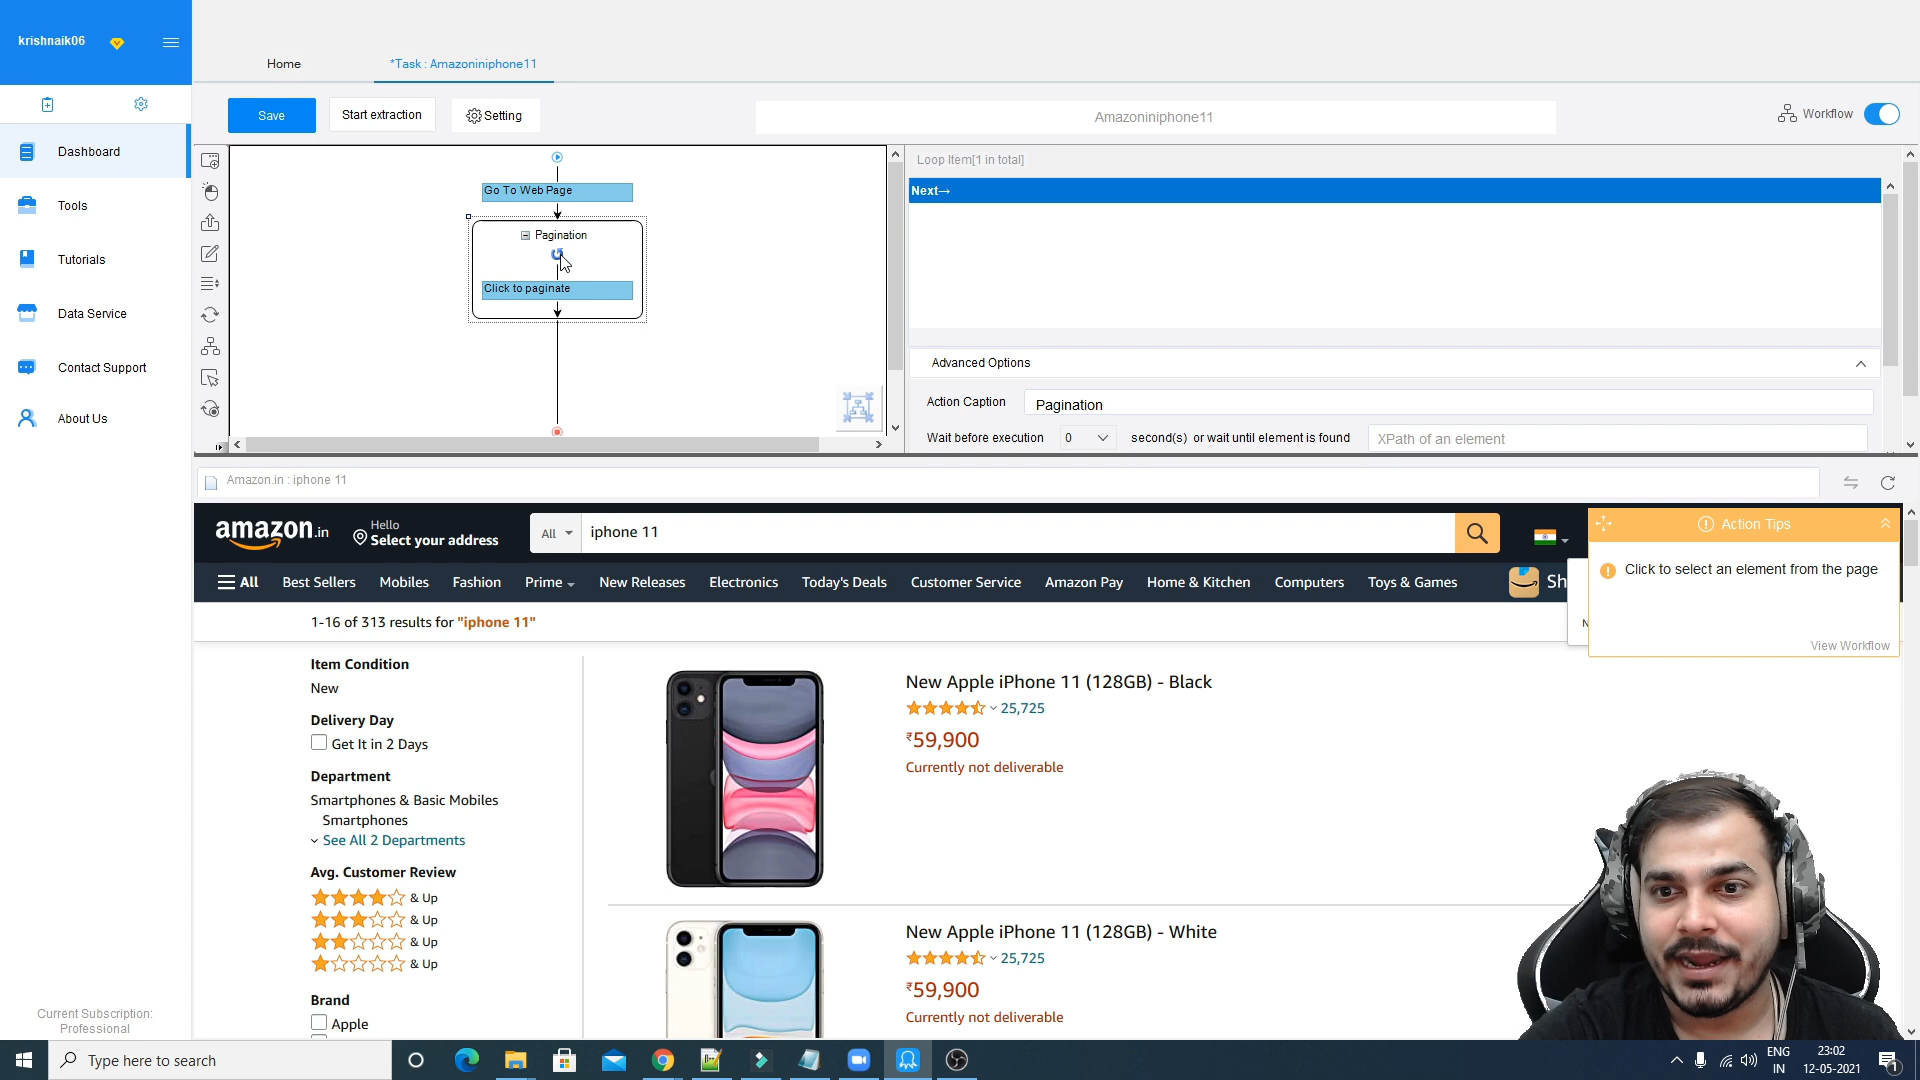 krishnaik06
Home
*Task : Amazoniniphone11
Save
Start extraction
Setting
Amazoniniphone11
Workflow
Dashboard
Tools
Tutorials
Data Service
Contact Support
About Us
Current Subscription:
Professional
Go To Web Page
Pagination
Click to paginate
Loop Item[1 in total]
Next→
Advanced Options
Action Caption
Pagination
Wait before execution
0
second(s) or wait until element is found
XPath of an element
Amazon.in : iphone 11
amazon.in
Hello
Select your address
All
iphone 11
Action Tips
Click to select an element from the page
View Workflow
All
Best Sellers
Mobiles
Fashion
Prime
New Releases
Electronics
Today's Deals
Customer Service
Amazon Pay
Home & Kitchen
Computers
Toys & Games
Sh
N
1-16 of 313 results for "iphone 11"
Item Condition
New
Delivery Day
Get It in 2 Days
Department
Smartphones & Basic Mobiles
Smartphones
See All 2 Departments
Avg. Customer Review
& Up
& Up
& Up
& Up
Brand
Apple
New Apple iPhone 11 (128GB) - Black
25,725
₹59,900
Currently not deliverable
New Apple iPhone 11 (128GB) - White
25,725
₹59,900
Currently not deliverable
Type here to search
ENG
IN
23:02
12-05-2021
1